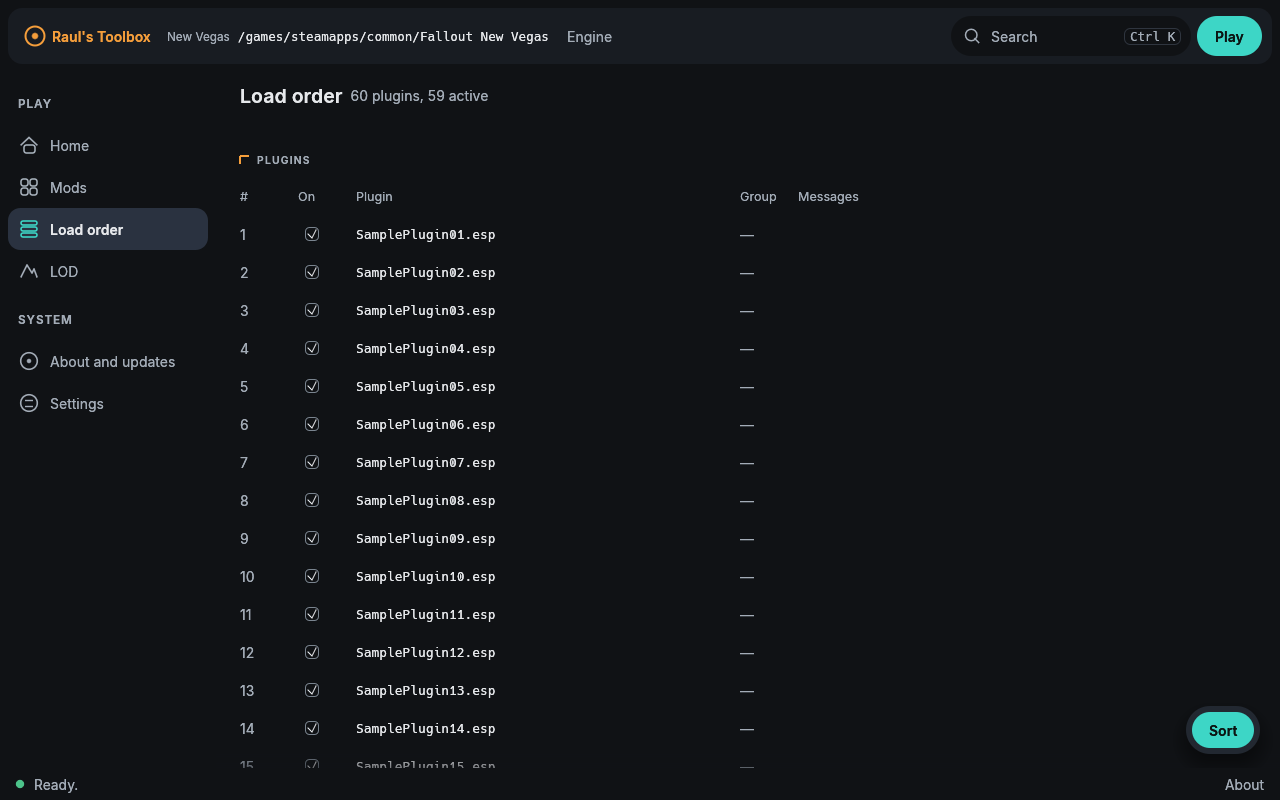 Raul's Toolbox New Vegas /games/steamapps/common/Fallout New Vegas Engine Search Ctrl K Play
PLAY
Home
Mods
Load order
LOD
SYSTEM
About and updates
Settings
Load order 60 plugins, 59 active
PLUGINS
# On Plugin Group Messages
1 SamplePlugin01.esp —
2 SamplePlugin02.esp —
3 SamplePlugin03.esp —
4 SamplePlugin04.esp —
5 SamplePlugin05.esp —
6 SamplePlugin06.esp —
7 SamplePlugin07.esp —
8 SamplePlugin08.esp —
9 SamplePlugin09.esp —
10 SamplePlugin10.esp —
11 SamplePlugin11.esp —
12 SamplePlugin12.esp —
13 SamplePlugin13.esp —
14 SamplePlugin14.esp —
15 SamplePlugin15.esp —
Sort
Ready. About